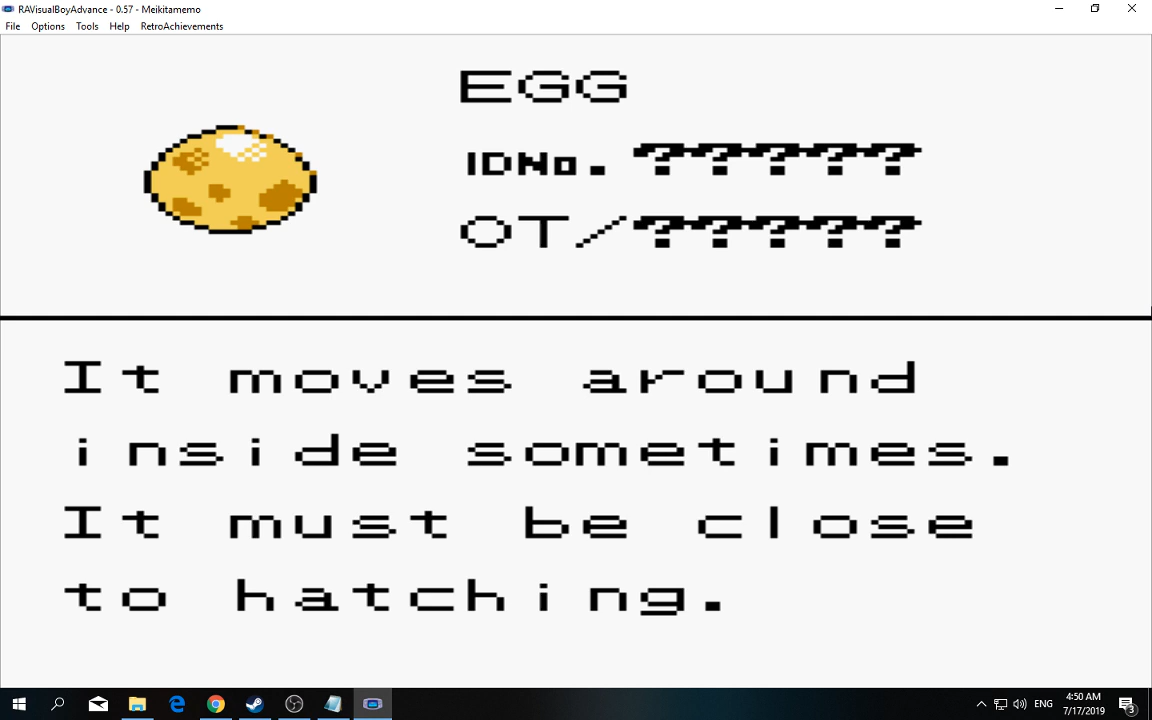 RAVisualBoyAdvance - 0.57 - Meikitamemo
File Options Tools Help RetroAchievements
EGG
IDNo. ?????
OT/?????
It moves around
inside sometimes.
It must be close
to hatching.
ENG
4:50 AM
7/17/2019
3